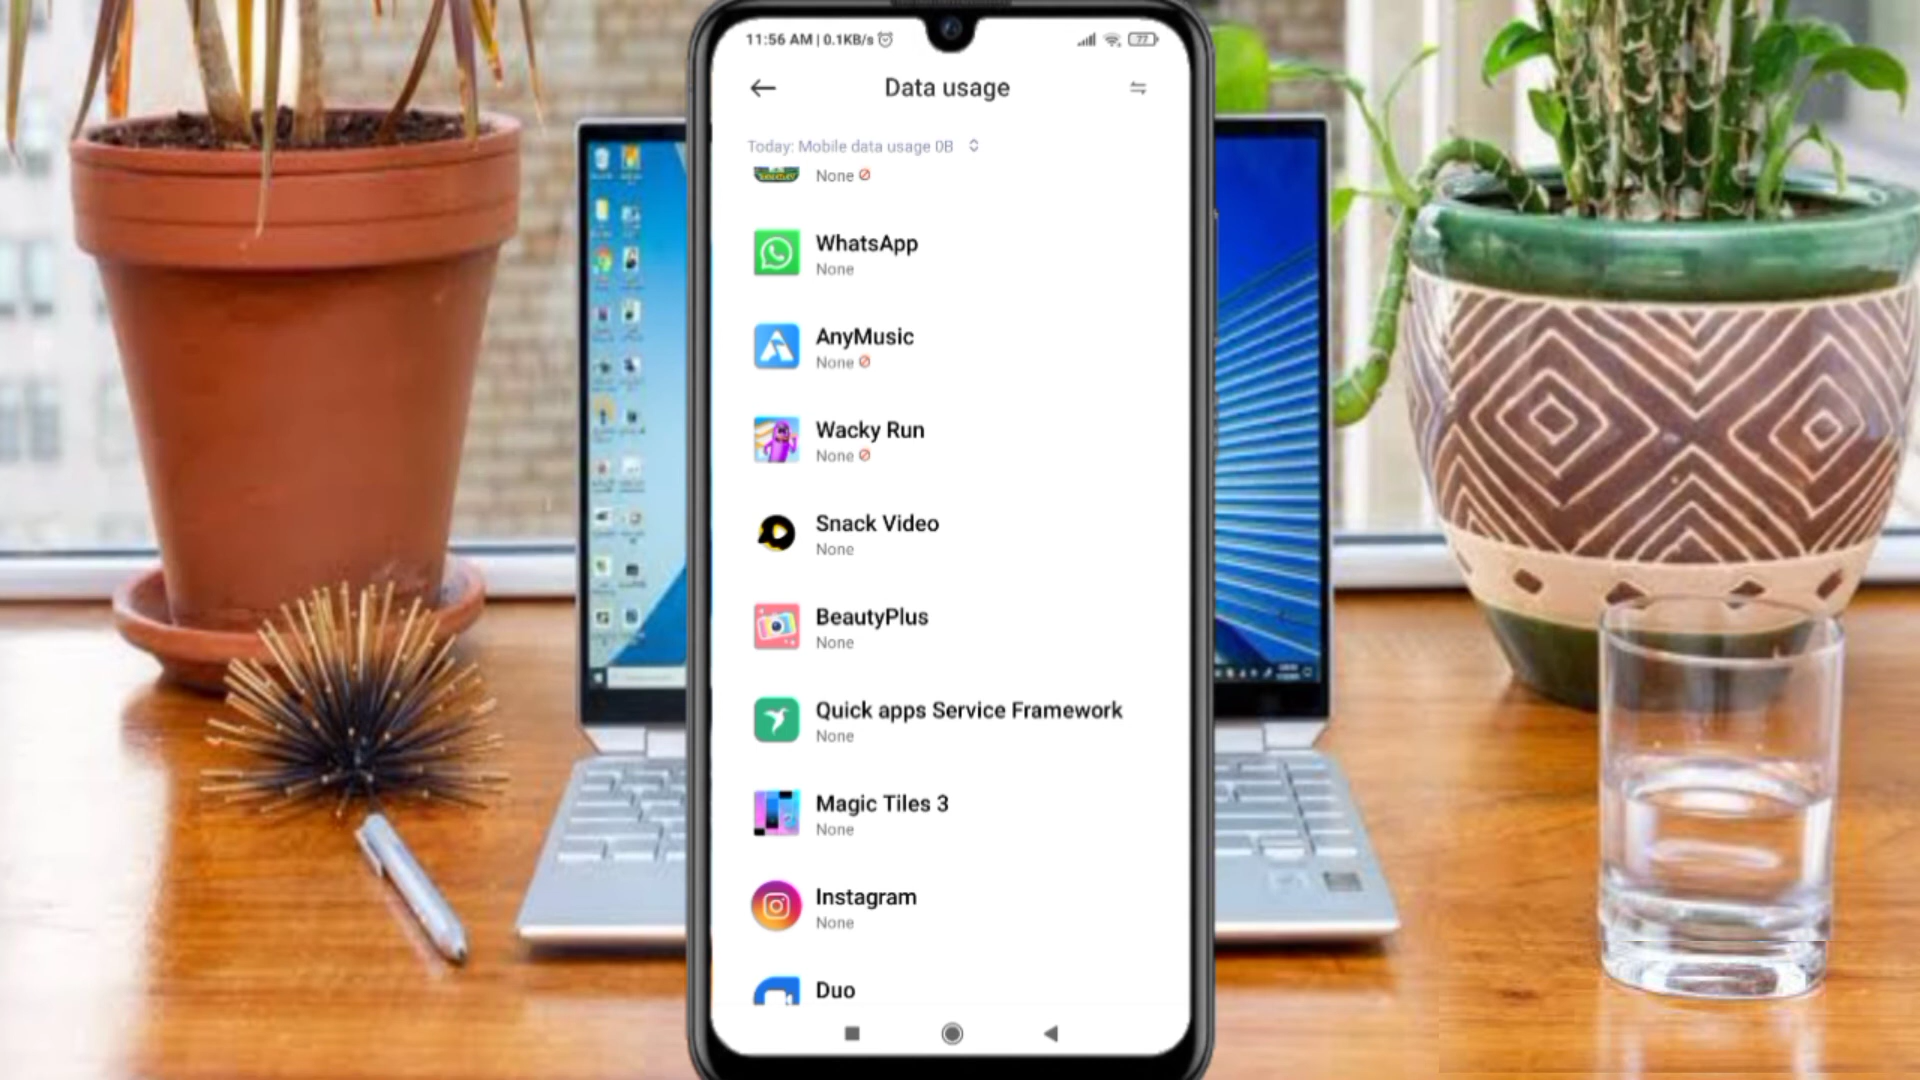 11:56 AM | 0.1KB/s
77
Data usage
Today: Mobile data usage 0B
None
WhatsApp
None
AnyMusic
None
Wacky Run
None
Snack Video
None
BeautyPlus
None
Quick apps Service Framework
None
Magic Tiles 3
None
Instagram
None
Duo